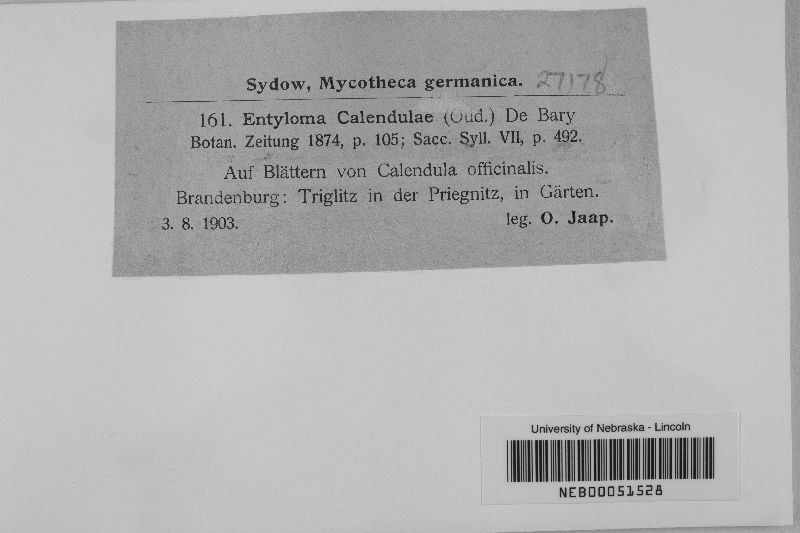 Sydow, Mycotheca germanica. 27178
161. Entyloma Calendulae (Oud.) De Bary
Botan. Zeitung 1874, p. 105; Sacc. Syll. VII, p. 492.
Auf Blättern von Calendula officinalis.
Brandenburg: Triglitz in der Priegnitz, in Gärten.
3. 8. 1903. leg. O. Jaap.
University of Nebraska - Lincoln
NEB00051528